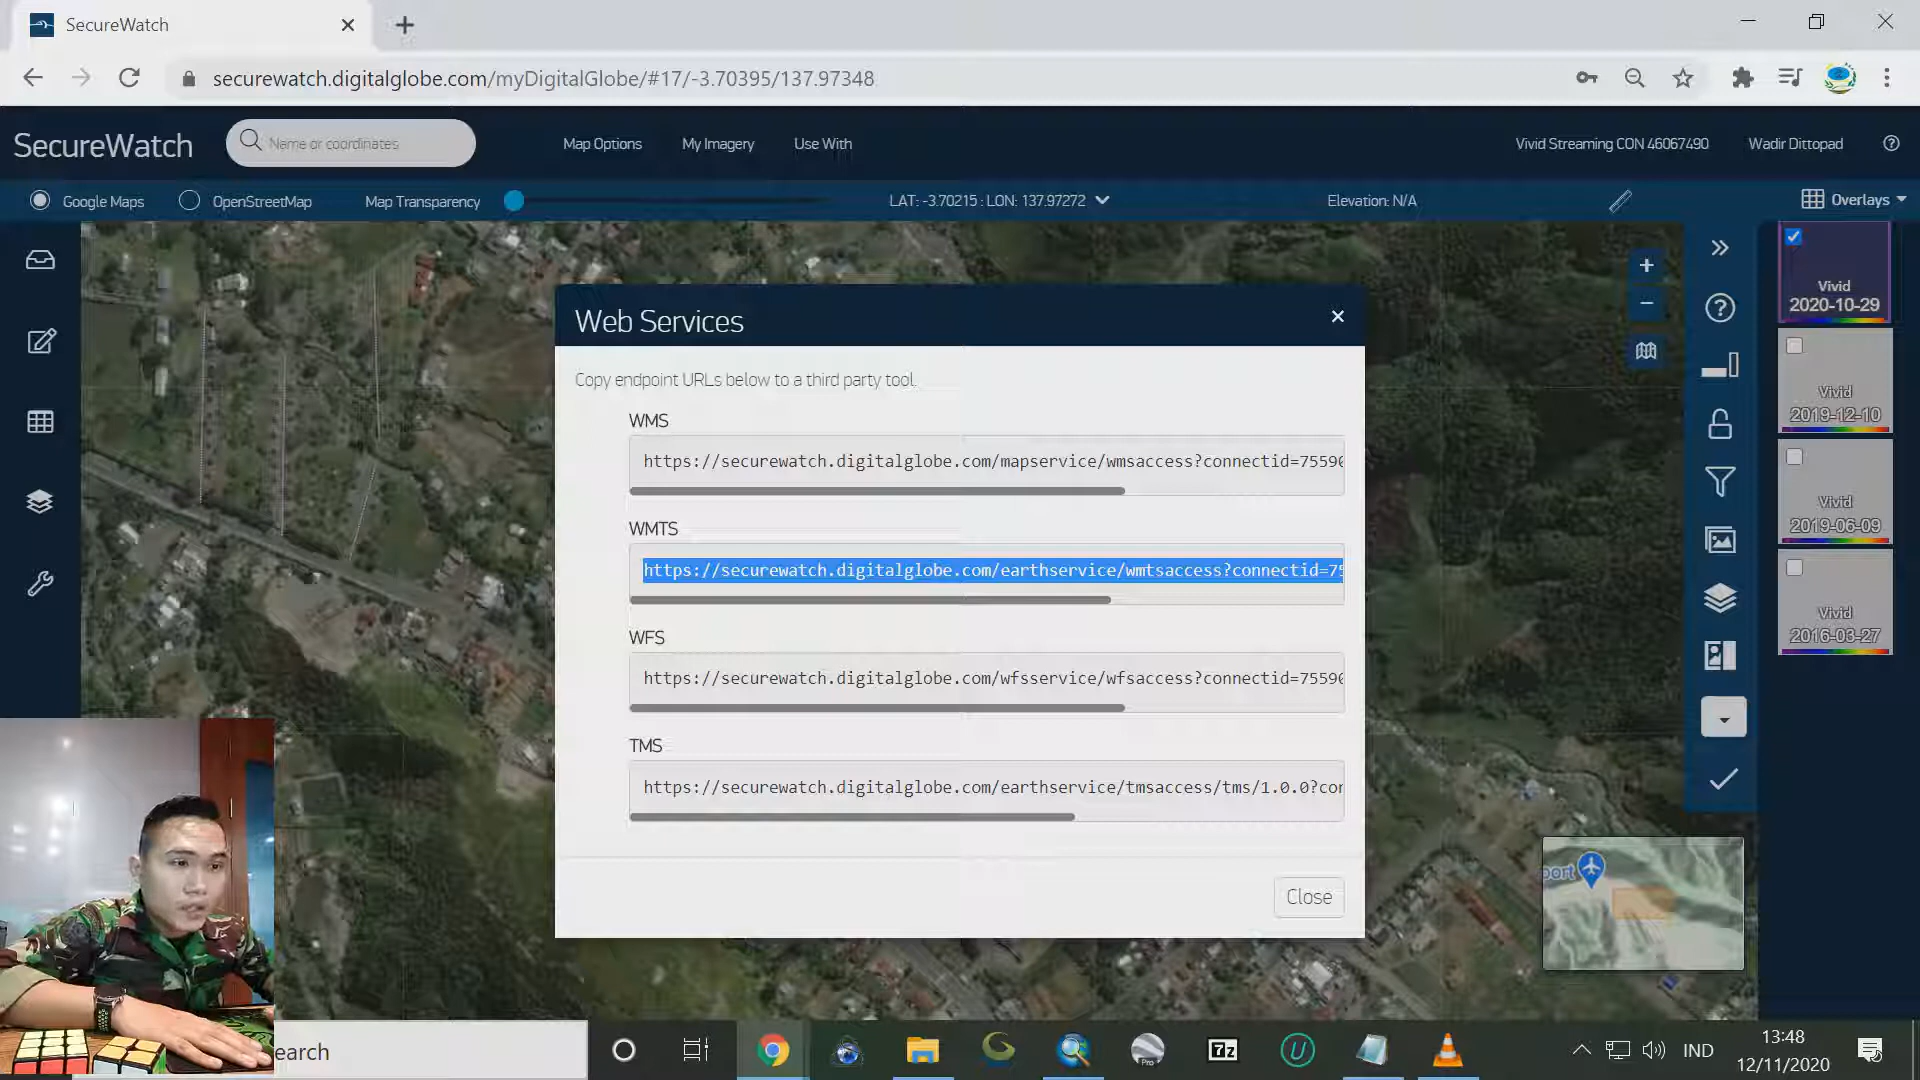 SecureWatch
securewatch.digitalglobe.com/myDigitalGlobe/#17/-3.70395/137.97348
SecureWatch
Name or coordinates
Map Options
My Imagery
Use With
Vivid Streaming CON 46067490
Wadir Dittopad
Google Maps
OpenStreetMap
Map Transparency
LAT: -3.70215 : LON: 137.97272
Elevation: N/A
Overlays
Vivid
2020-10-29
Vivid
2019-12-10
Vivid
2019-06-09
Vivid
2016-03-27
Web Services
Copy endpoint URLs below to a third party tool.
WMS
https://securewatch.digitalglobe.com/mapservice/wmsaccess?connectid=7559
WMTS
https://securewatch.digitalglobe.com/earthservice/wmtsaccess?connectid=75
WFS
https://securewatch.digitalglobe.com/wfsservice/wfsaccess?connectid=7559
TMS
https://securewatch.digitalglobe.com/earthservice/tmsaccess/tms/1.0.0?co
Close
port
earch
Pro
7z
U
IND
13:48
12/11/2020